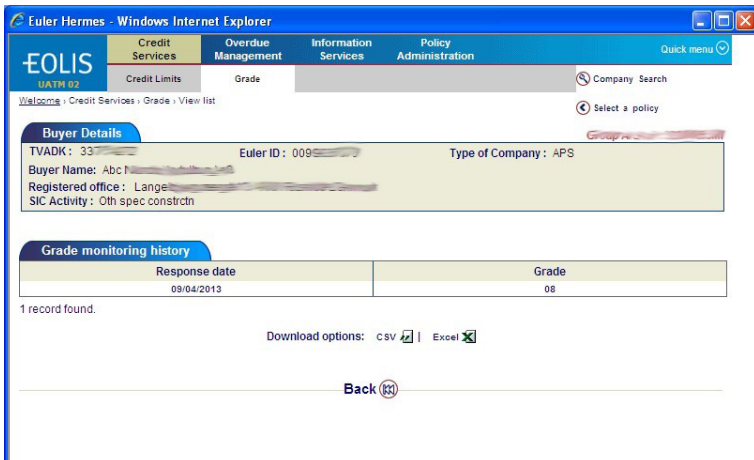 Euler Hermes - Windows Internet Explorer
EOLIS
UATM 02
Credit Services
Overdue Management
Information Services
Policy Administration
Quick menu
Credit Limits
Grade
Company Search
Welcome › Credit Services › Grade › View list
Select a policy
Buyer Details
TVADK : 337
Euler ID : 009
Type of Company : APS
Buyer Name: Abc
Registered office : Lange
SIC Activity : Oth spec constrctn
Grade monitoring history
Response date
Grade
09/04/2013
08
1 record found.
Download options: CSV | Excel
Back